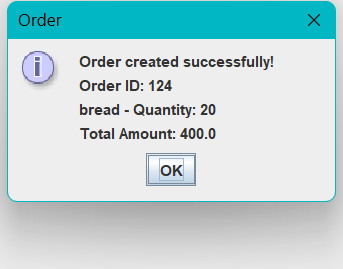 Order
Order created successfully!
Order ID: 124
bread - Quantity: 20
Total Amount: 400.0
OK